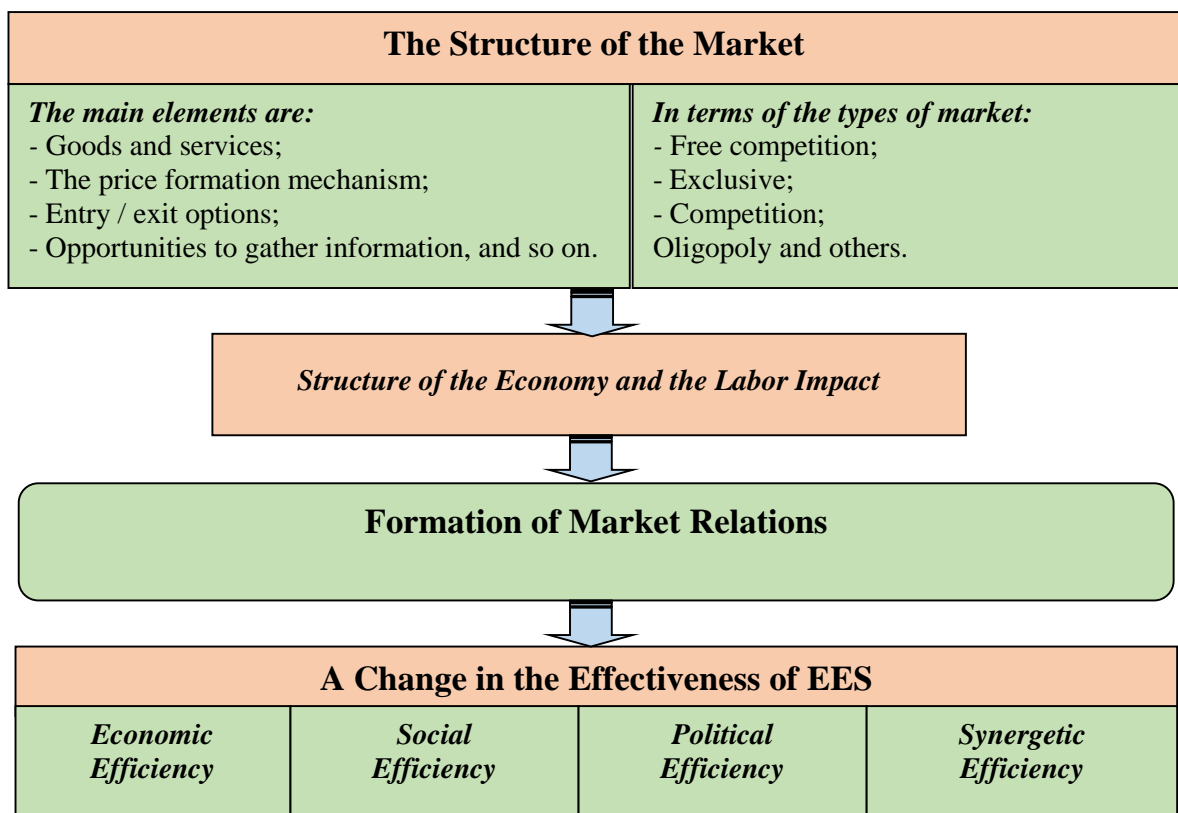 The Structure of the Market
The main elements are:
- Goods and services;
- The price formation mechanism;
- Entry / exit options;
- Opportunities to gather information, and so on.
In terms of the types of market:
- Free competition;
- Exclusive;
- Competition;
Oligopoly and others.
Structure of the Economy and the Labor Impact
Formation of Market Relations
A Change in the Effectiveness of EES
Economic
Efficiency
Social
Efficiency
Political
Efficiency
Synergetic
Efficiency